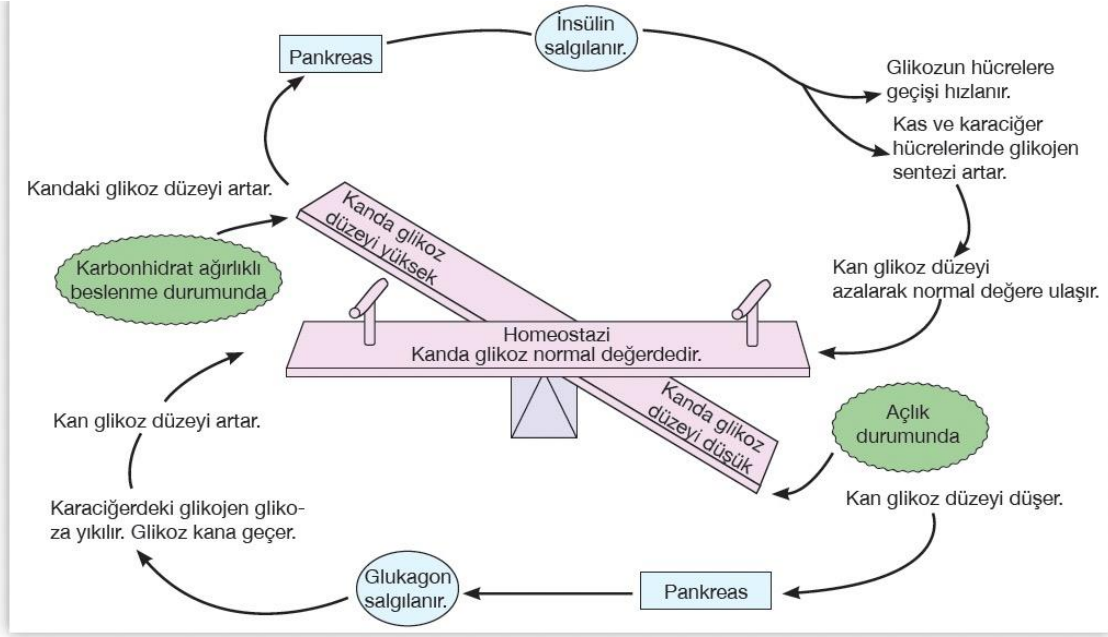 İnsülin
salgılanır.
Pankreas
Glikozun hücrelere
geçişi hızlanır.
Kas ve karaciğer
hücrelerinde glikojen
sentezi artar.
Kandaki glikoz düzeyi artar.
Kanda glikoz
düzeyi yüksek
Karbonhidrat ağırlıklı
beslenme durumunda
Kan glikoz düzeyi
azalarak normal değere ulaşır.
Homeostazi
Kanda glikoz normal değerdedir.
Kanda glikoz
düzeyi düşük
Açlık
durumunda
Kan glikoz düzeyi artar.
Kan glikoz düzeyi düşer.
Karaciğerdeki glikojen gliko-
za yıkılır. Glikoz kana geçer.
Glukagon
salgılanır.
Pankreas